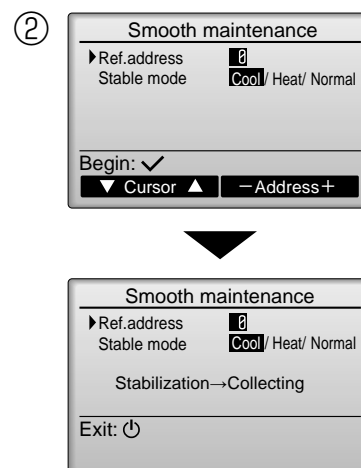 ②
Smooth maintenance
Ref.address 0
Stable mode Cool / Heat/ Normal
Begin: ✓
▼ Cursor ▲ －Address＋
Smooth maintenance
Ref.address 0
Stable mode Cool / Heat/ Normal
Stabilization→Collecting
Exit: ⏻